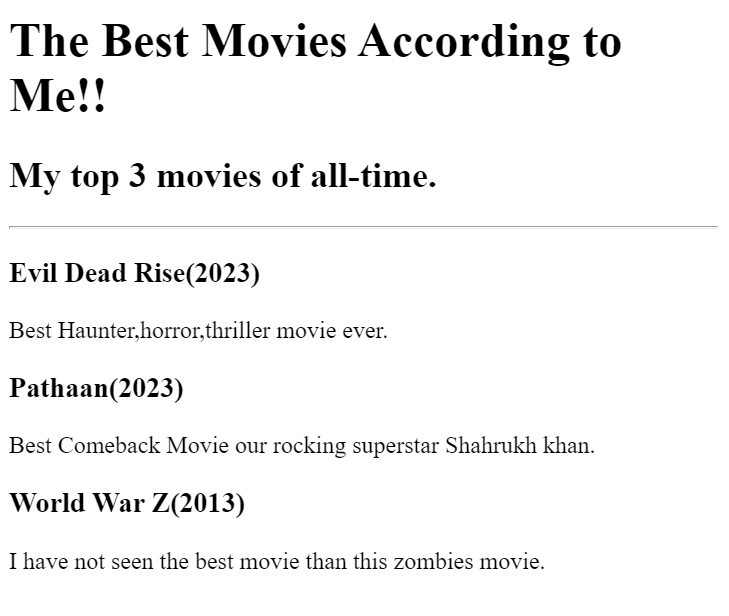 The Best Movies According to
Me!!
My top 3 movies of all-time.
Evil Dead Rise(2023)
Best Haunter,horror,thriller movie ever.
Pathaan(2023)
Best Comeback Movie our rocking superstar Shahrukh khan.
World War Z(2013)
I have not seen the best movie than this zombies movie.